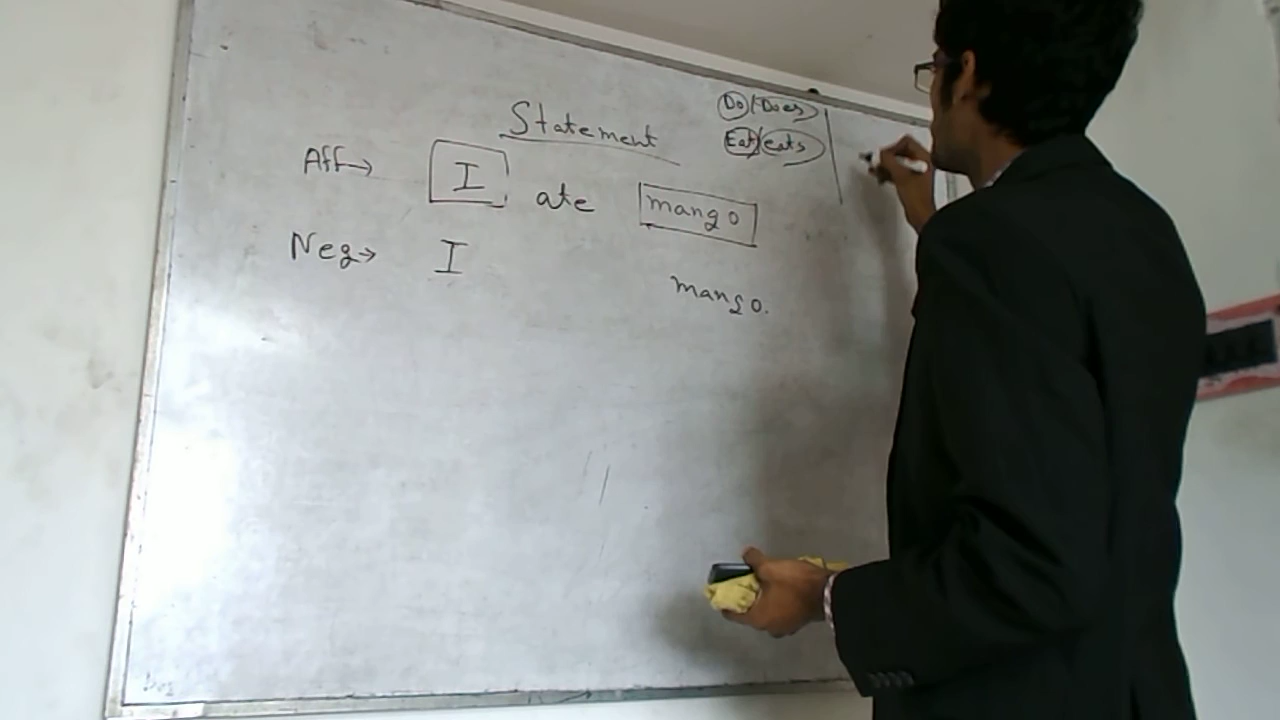 Statement
Do/Does
Eat/eats
Aff→ I ate mango
Neg→ I mango.